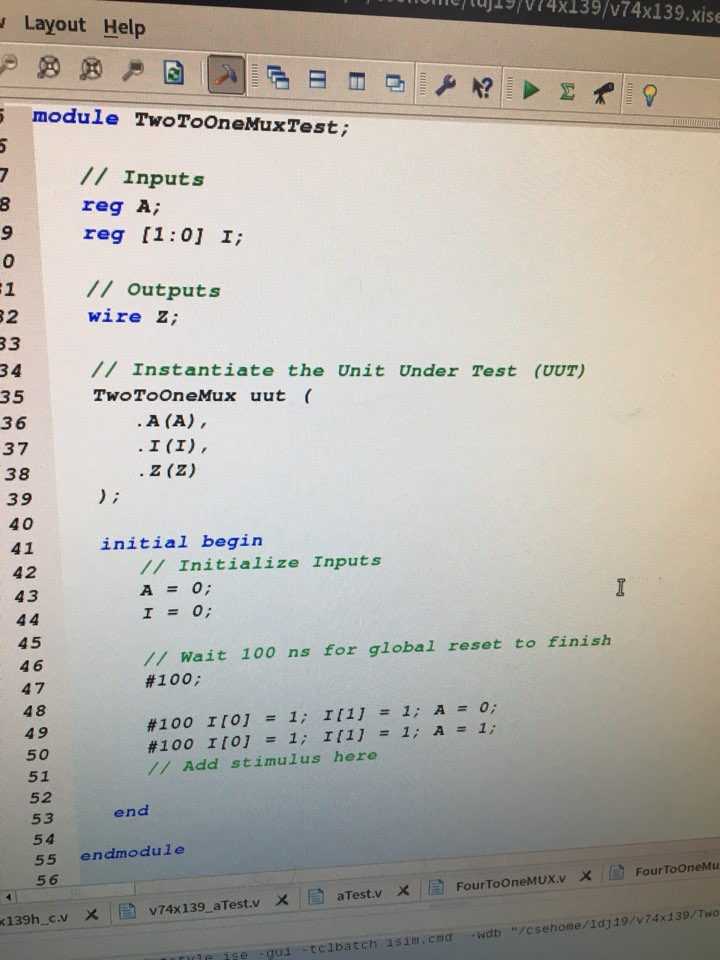 /v74x139/v74x139.xise
Layout Help
module TwoToOneMuxTest;
6
7 // Inputs
8 reg A;
9 reg [1:0] I;
0
31 // Outputs
32 wire Z;
33
34 // Instantiate the Unit Under Test (UUT)
35 TwoToOneMux uut (
36 .A(A),
37 .I(I),
38 .Z(Z)
39 );
40
41 initial begin
42 // Initialize Inputs
43 A = 0;
44 I = 0;
45
46 // Wait 100 ns for global reset to finish
47 #100;
48
49 #100 I[0] = 1; I[1] = 1; A = 0;
50 #100 I[0] = 1; I[1] = 1; A = 1;
51 // Add stimulus here
52
53 end
54
55 endmodule
56
x139h_c.v v74x139_aTest.v aTest.v FourToOneMUX.v FourToOneMu
ise -gui -tclbatch isim.cmd -wdb "/csehome/ldj19/v74x139/Two